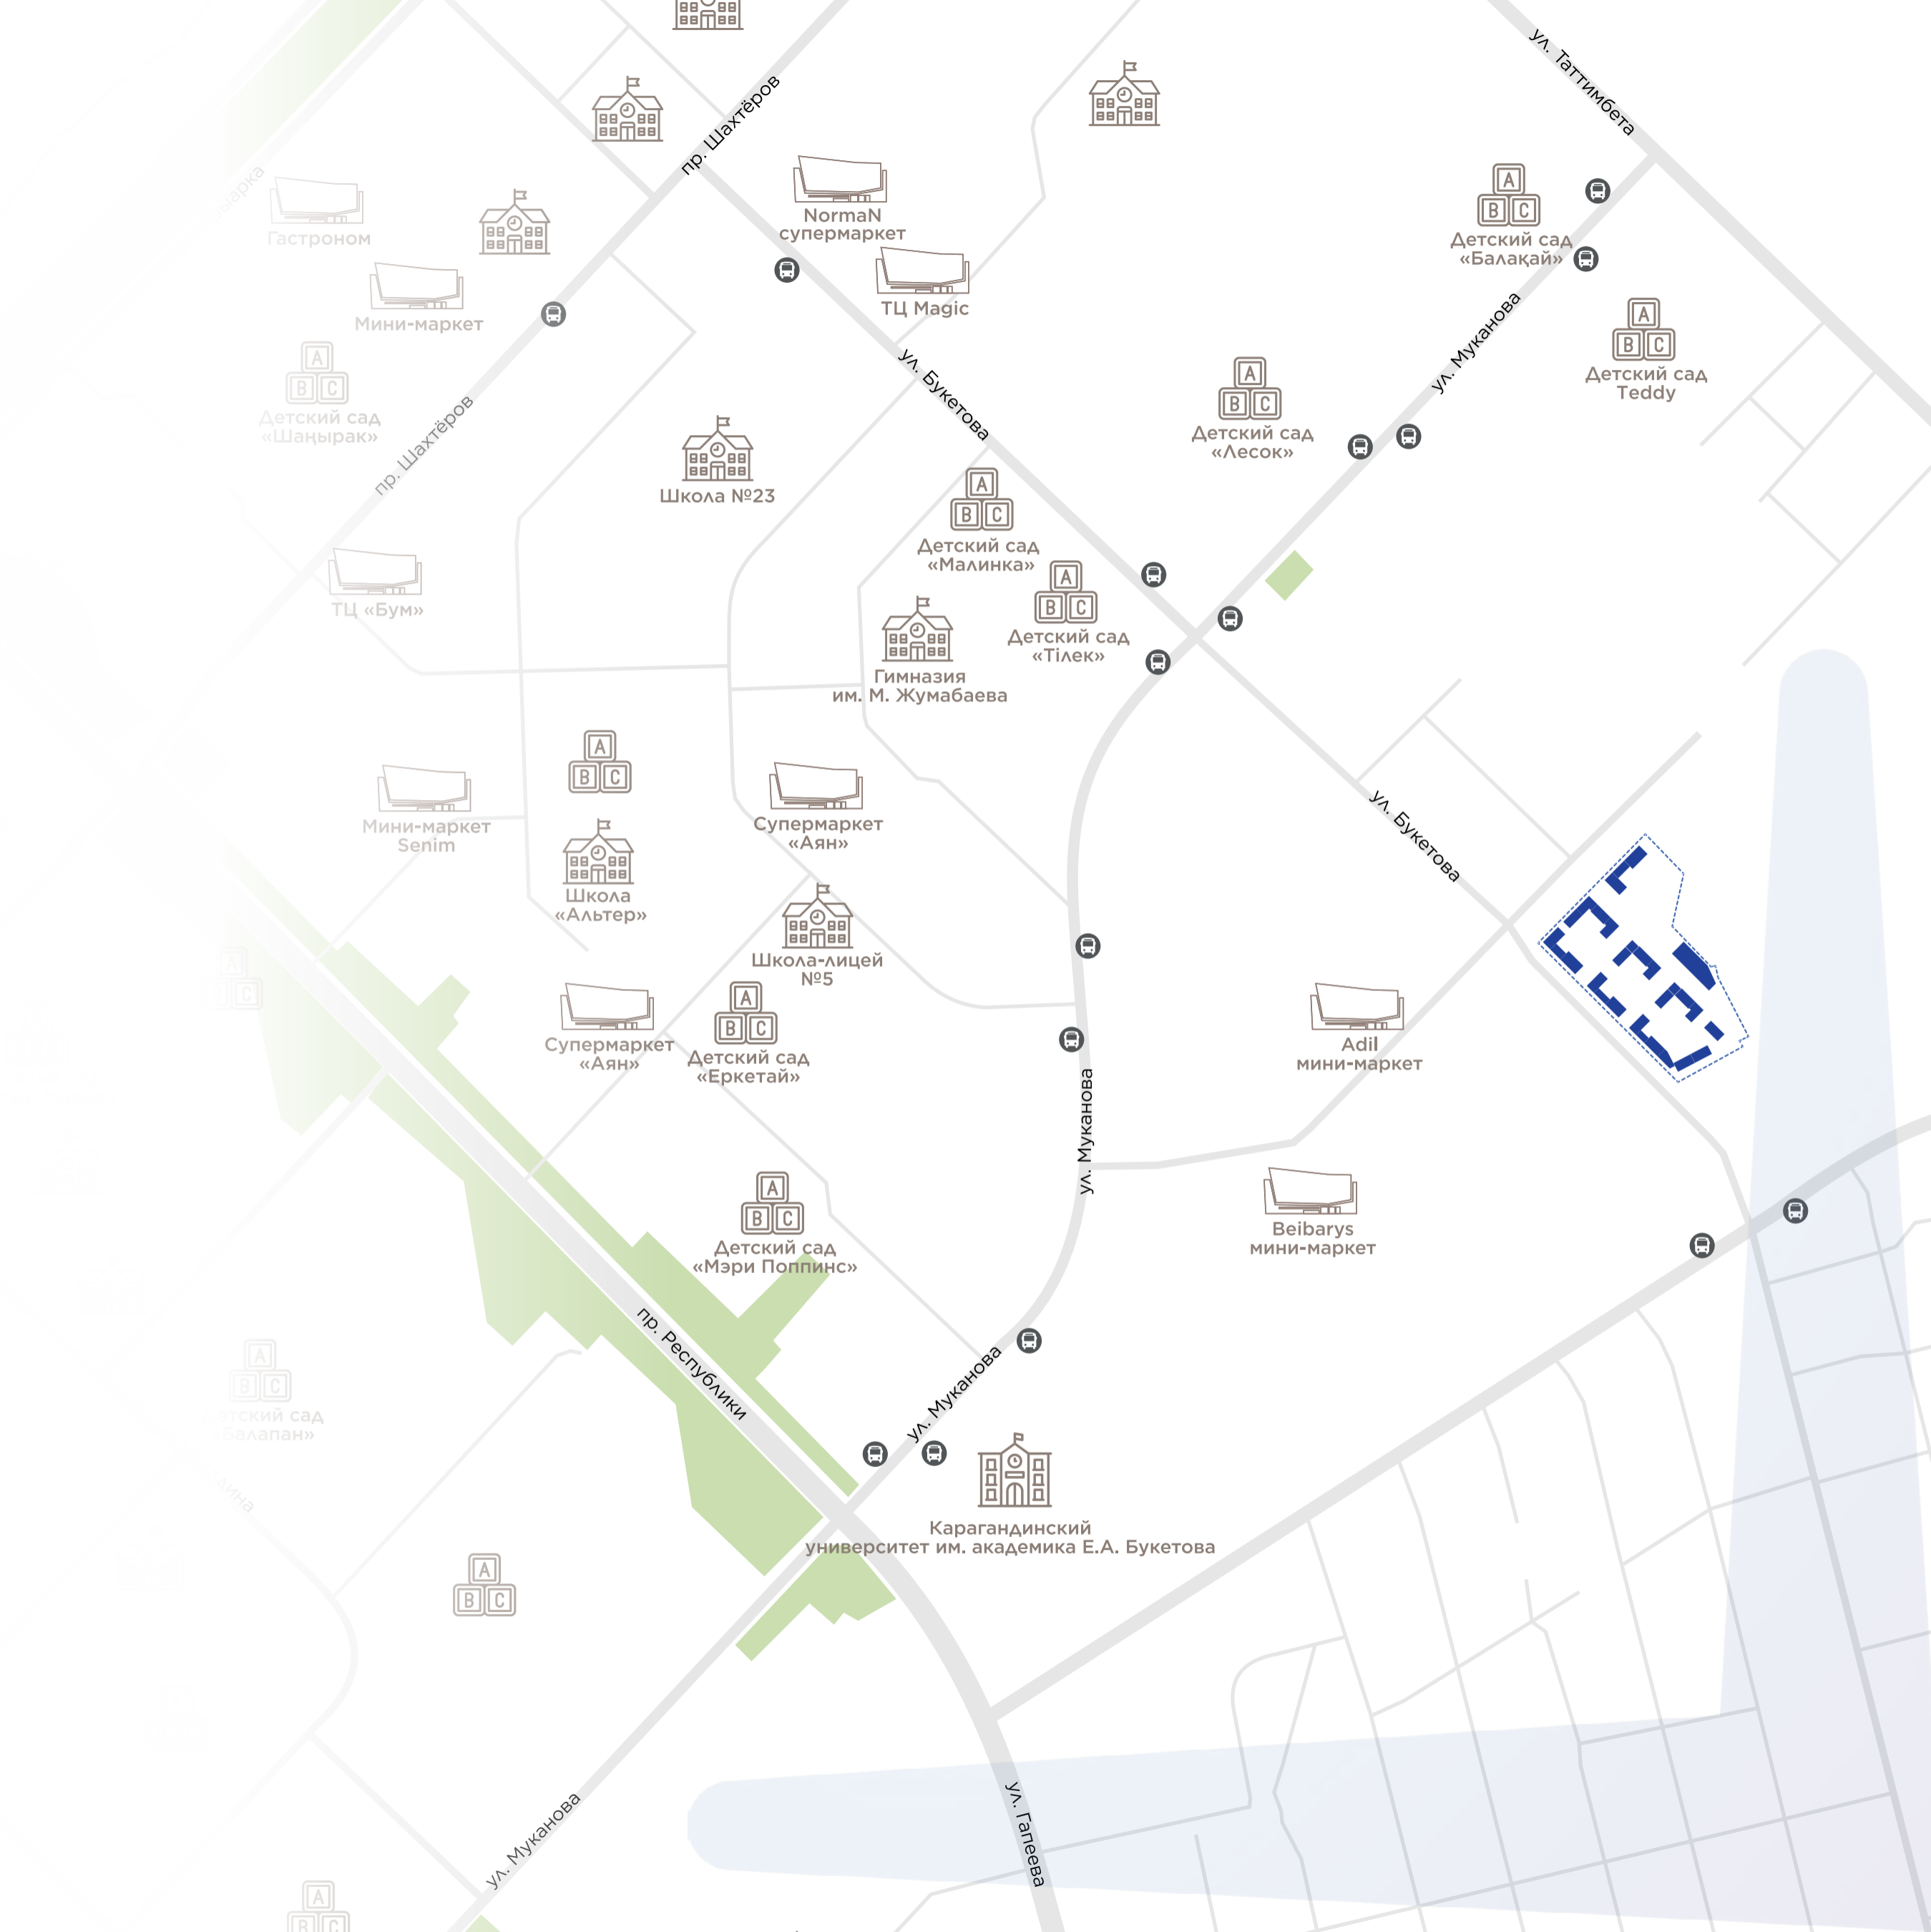 ул. Таттимбета
пр. Шахтёров
NormaN
супермаркет
Гастроном
Детский сад
«Балақай»
ТЦ Magic
Мини-маркет
ул. Муканова
Детский сад
Teddy
Детский сад
«Шаңырак»
пр. Шахтёров
ул. Букетова
Детский сад
«Лесок»
Школа №23
Детский сад
«Малинка»
ТЦ «Бум»
Детский сад
«Тілек»
Гимназия
им. М. Жумабаева
Мини-маркет
Senim
Супермаркет
«Аян»
ул. Букетова
Школа
«Альтер»
Школа-лицей
№5
Супермаркет
«Аян»
Детский сад
«Еркетай»
Adil
мини-маркет
ул. Муканова
Детский сад
«Мэри Поппинс»
Beibarys
мини-маркет
пр. Республики
ул. Муканова
Карагандинский
университет им. академика Е.А. Букетова
ул. Муканова
ул. Гапеева
A
B C